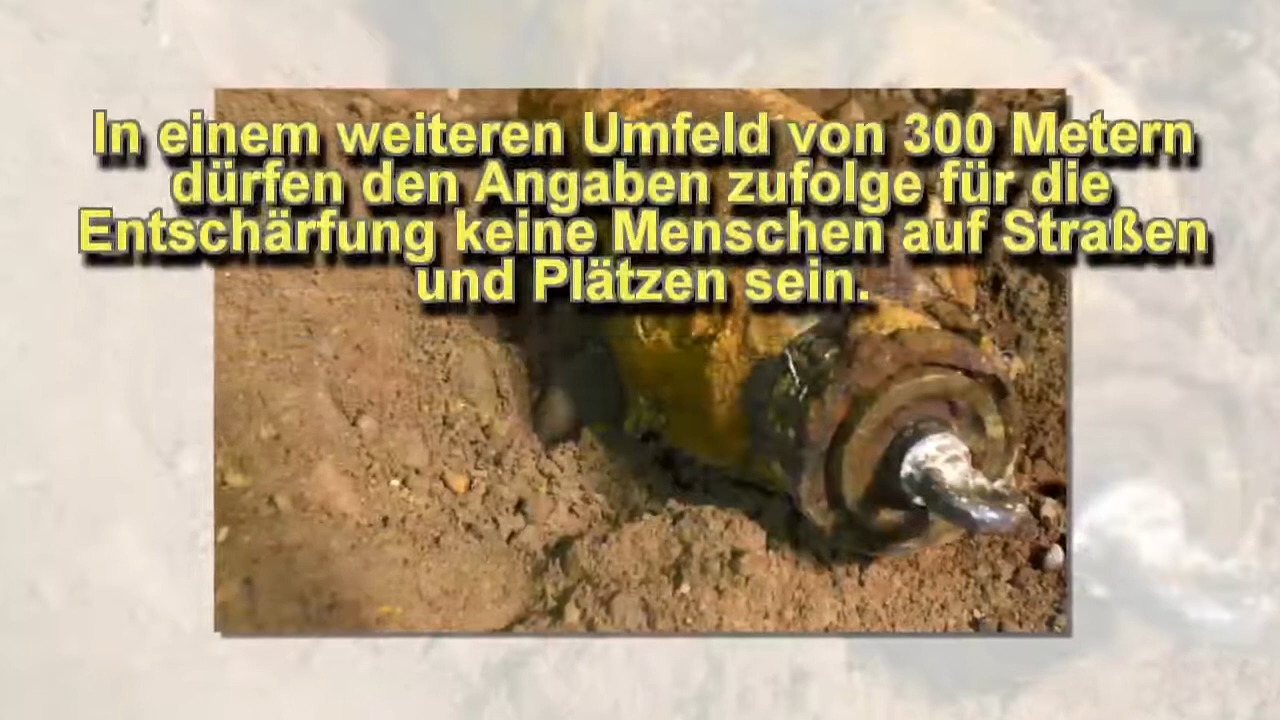 In einem weiteren Umfeld von 300 Metern
dürfen den Angaben zufolge für die
Entschärfung keine Menschen auf Straßen
und Plätzen sein.